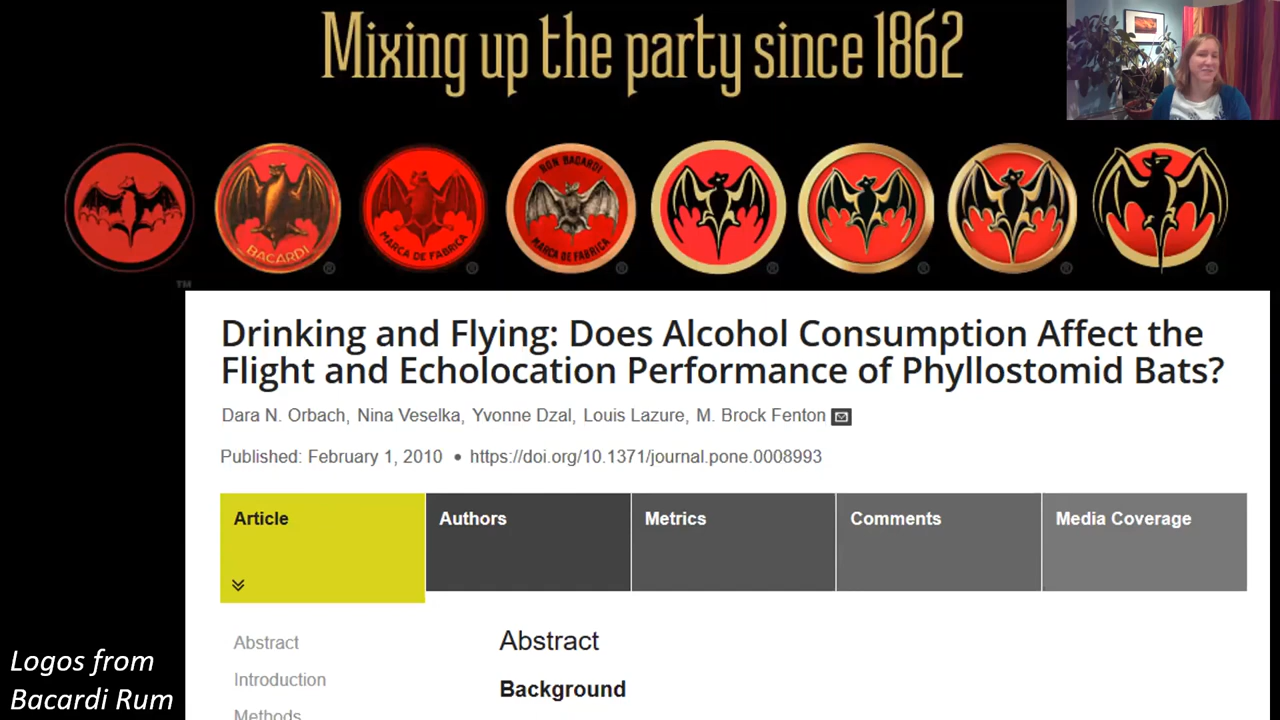 Mixing up the party since 1862
BACARDI
MARCA DE FABRICA
RON BACARDI
MARCA DE FABRICA
® ® ® ® ® ® ®
™
Drinking and Flying: Does Alcohol Consumption Affect the
Flight and Echolocation Performance of Phyllostomid Bats?
Dara N. Orbach, Nina Veselka, Yvonne Dzal, Louis Lazure, M. Brock Fenton
Published: February 1, 2010 • https://doi.org/10.1371/journal.pone.0008993
Article Authors Metrics Comments Media Coverage
Abstract
Introduction
Methods
Abstract
Background
Logos from
Bacardi Rum